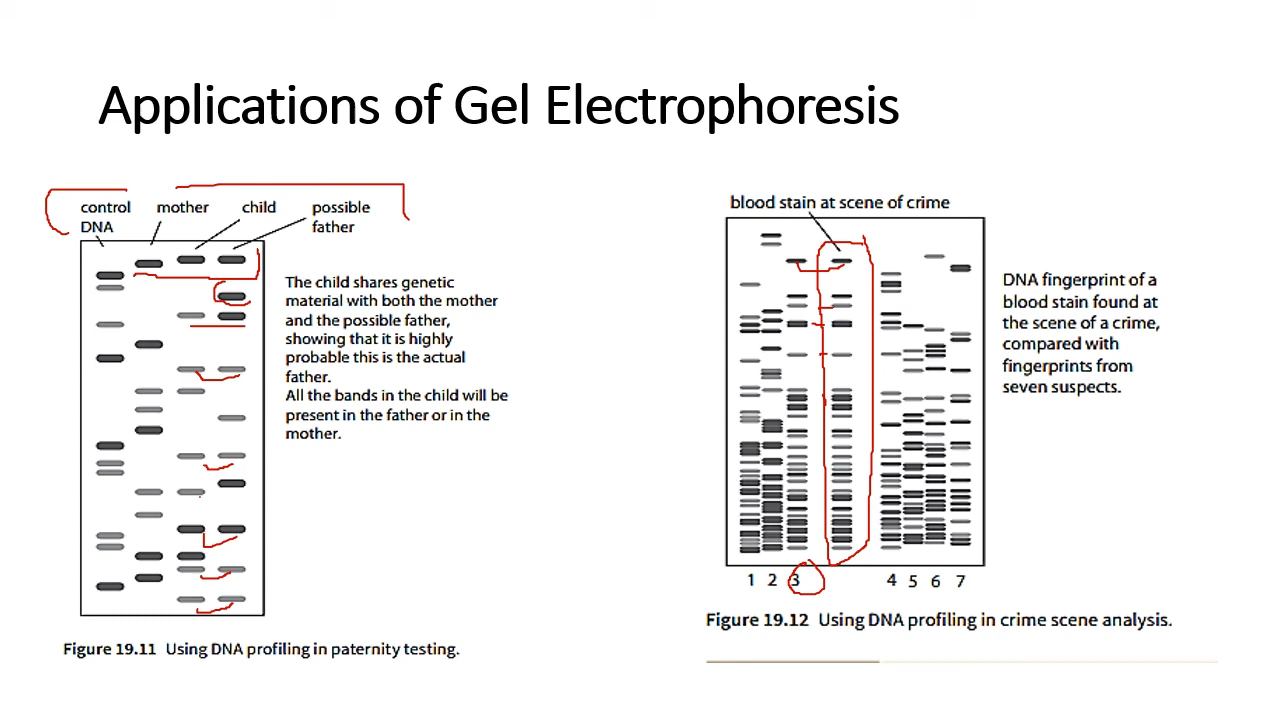 Applications of Gel Electrophoresis
control mother child possible
DNA father
The child shares genetic
material with both the mother
and the possible father,
showing that it is highly
probable this is the actual
father.
All the bands in the child will be
present in the father or in the
mother.
Figure 19.11 Using DNA profiling in paternity testing.
blood stain at scene of crime
DNA fingerprint of a
blood stain found at
the scene of a crime,
compared with
fingerprints from
seven suspects.
1 2 3 4 5 6 7
Figure 19.12 Using DNA profiling in crime scene analysis.